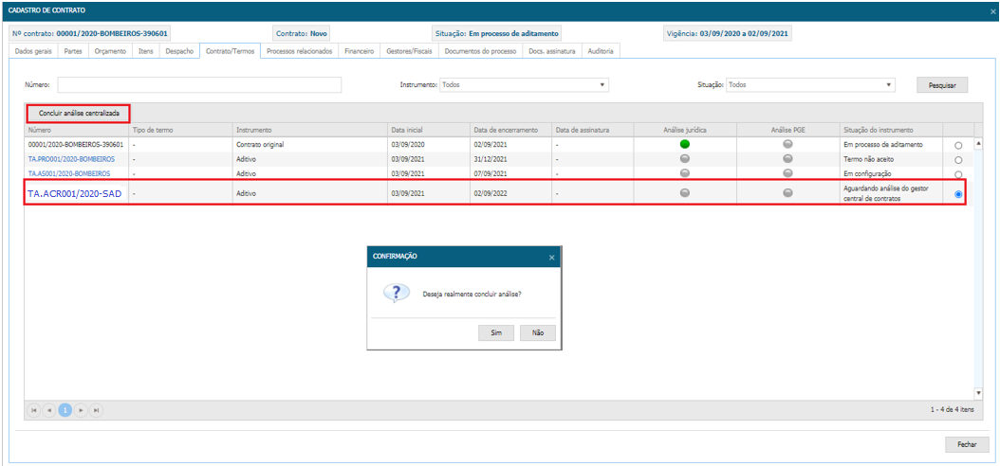 CADASTRO DE CONTRATO
Nº contrato: 00001/2020-BOMBEIROS-390601 Contrato: Novo Situação: Em processo de aditamento Vigência: 03/09/2020 a 02/09/2021
Dados gerais Partes Orçamento Itens Despacho Contrato/Termos Processos relacionados Financeiro Gestores/Fiscais Documentos do processo Docs. assinatura Auditoria
Número: Instrumento: Todos Situação: Todos Pesquisar
Concluir análise centralizada
Número Tipo de termo Instrumento Data inicial Data de encerramento Data de assinatura Análise jurídica Análise PGE Situação do instrumento
00001/2020-BOMBEIROS-390601 - Contrato original 03/09/2020 02/09/2021 - Em processo de aditamento
TA.PRO001/2020-BOMBEIROS - Aditivo 03/09/2021 31/12/2021 - Termo não aceito
TA.AS001/2020-BOMBEIROS - Aditivo 03/09/2021 07/09/2021 - Em configuração
TA.ACR001/2020-SAD - Aditivo 03/09/2021 02/09/2022 - Aguardando análise do gestor
central de contratos
CONFIRMAÇÃO
Deseja realmente concluir análise?
Sim Não
1 1 - 4 de 4 itens
Fechar